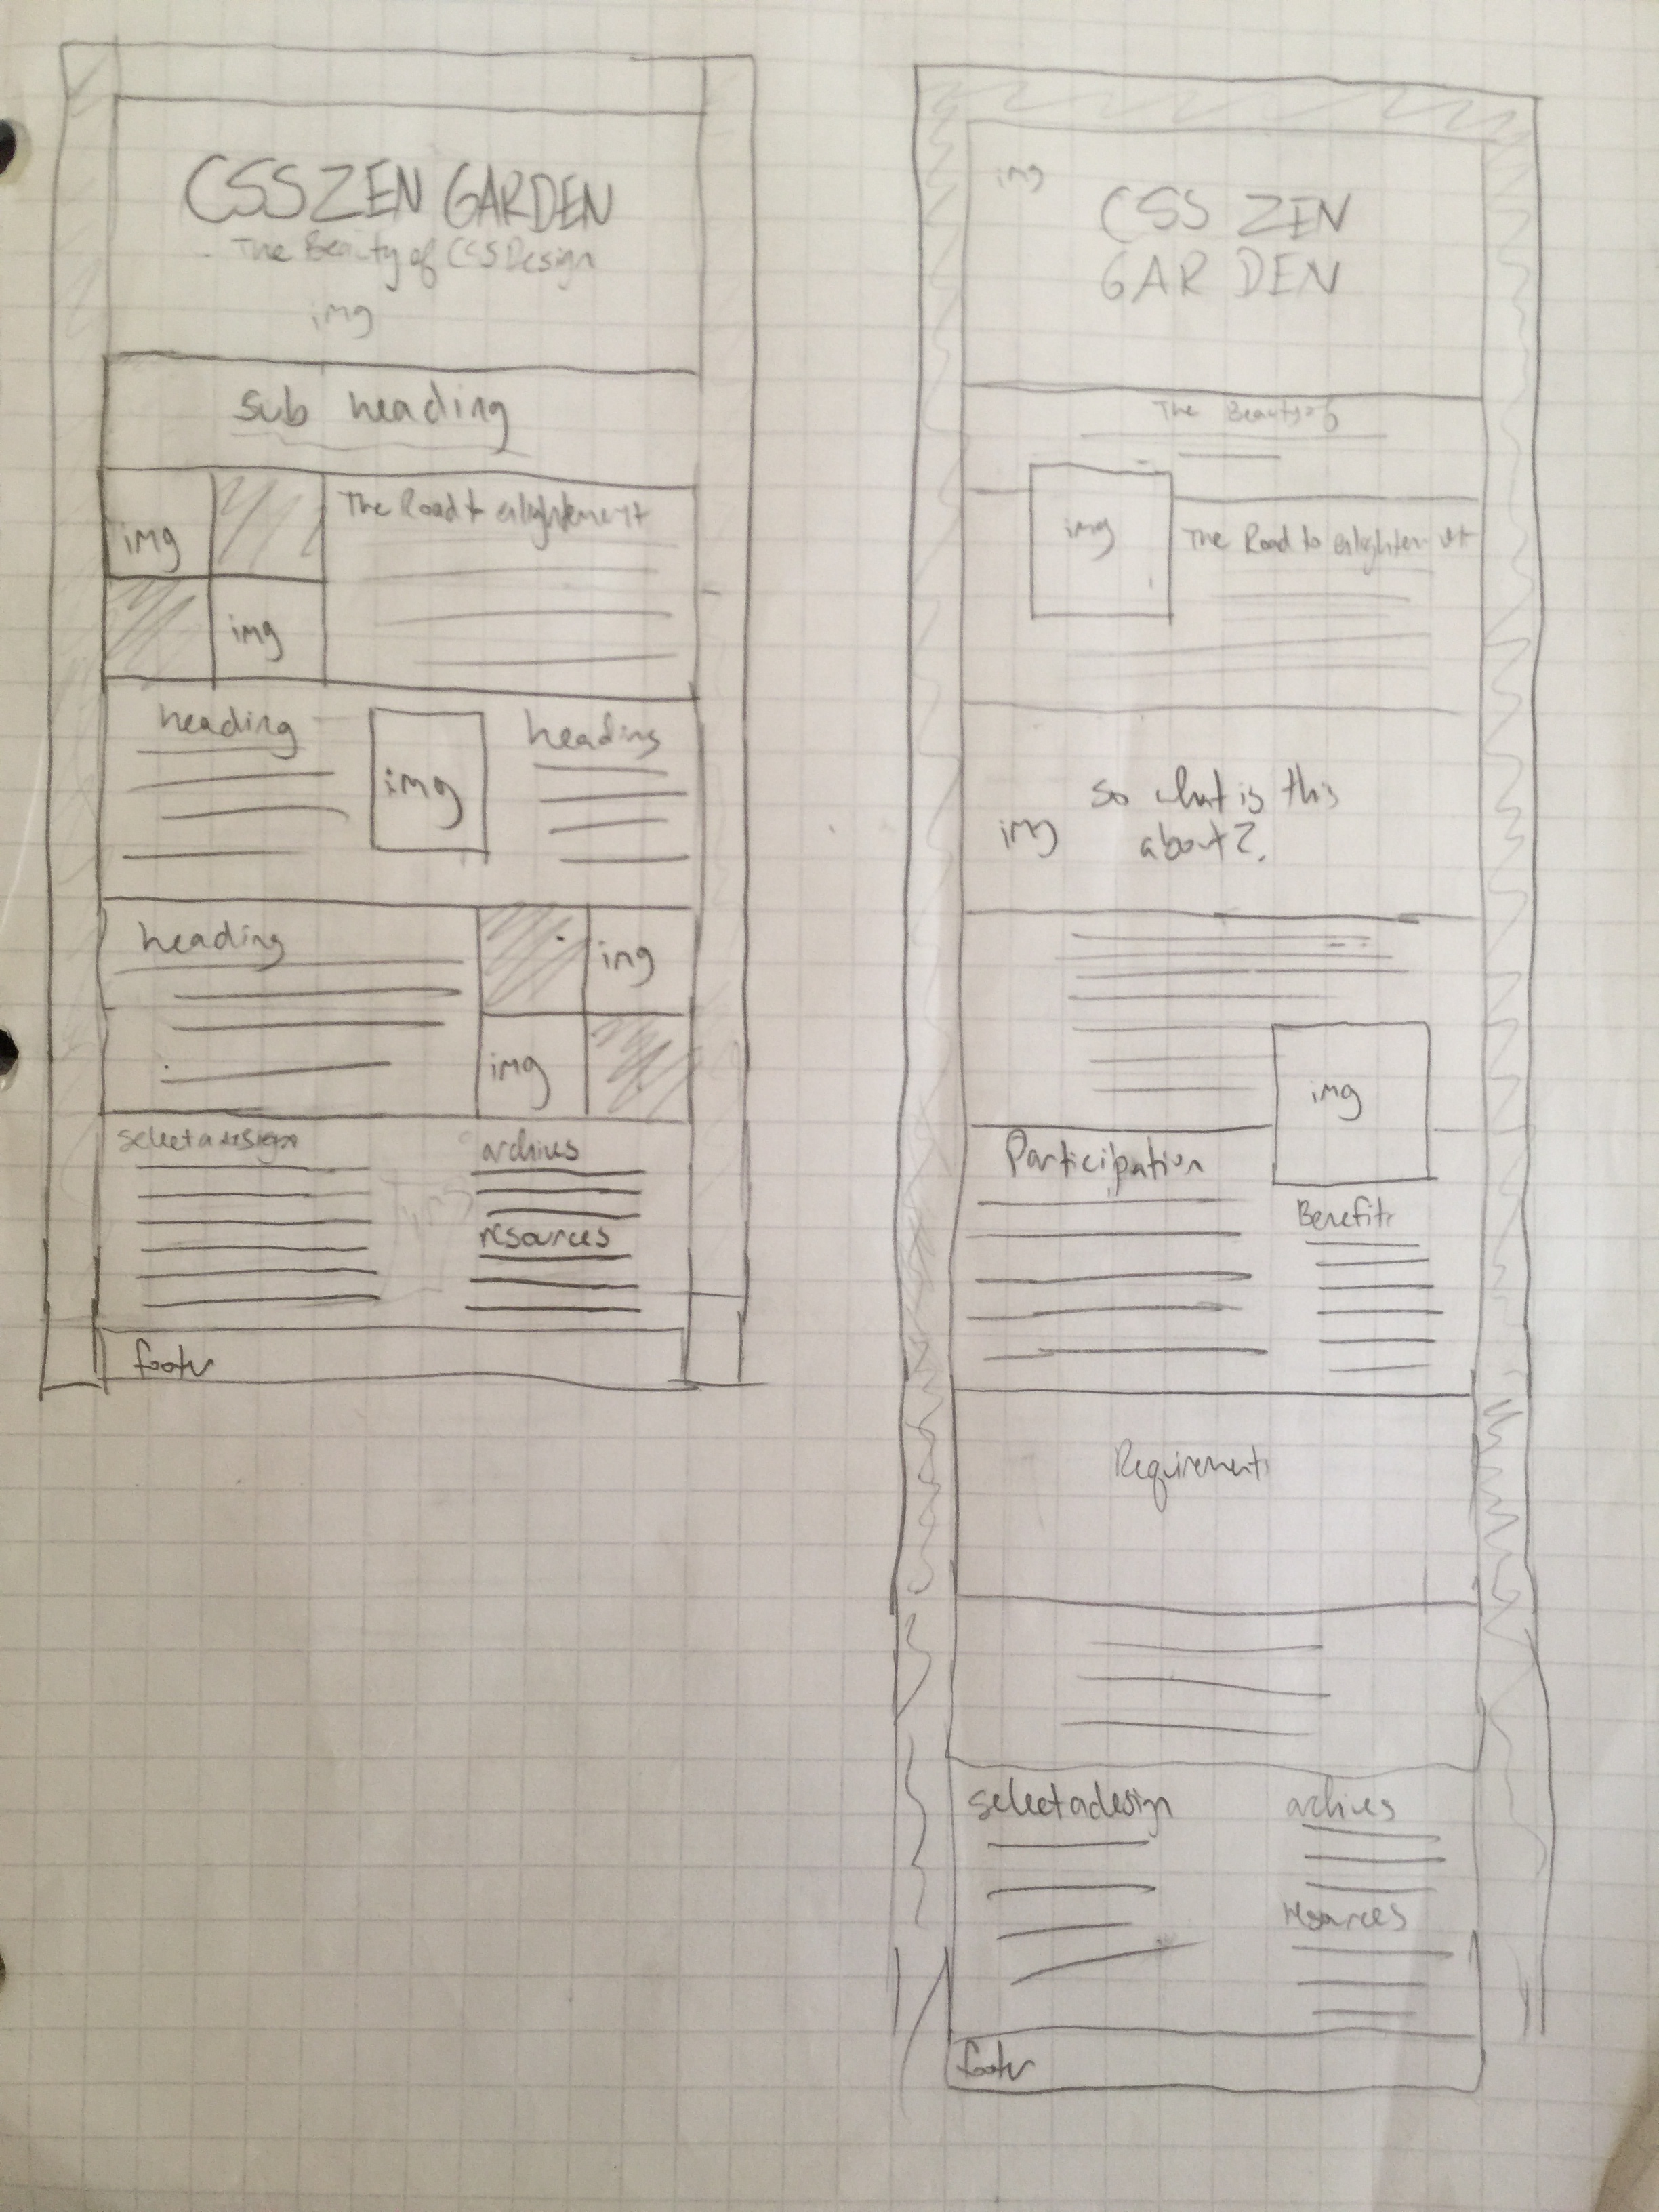 CSS ZEN GARDEN
The Beauty of CSS Design
img
sub heading
img
The Road to enlightenment
img
heading
img
heading
heading
img
img
select a design
archives
resources
footer
img
CSS ZEN
GARDEN
The Beauty of
img
The Road to enlightenment
so what is this
img
about?
img
Participation
Benefits
Requirements
select a design
archives
resources
footer